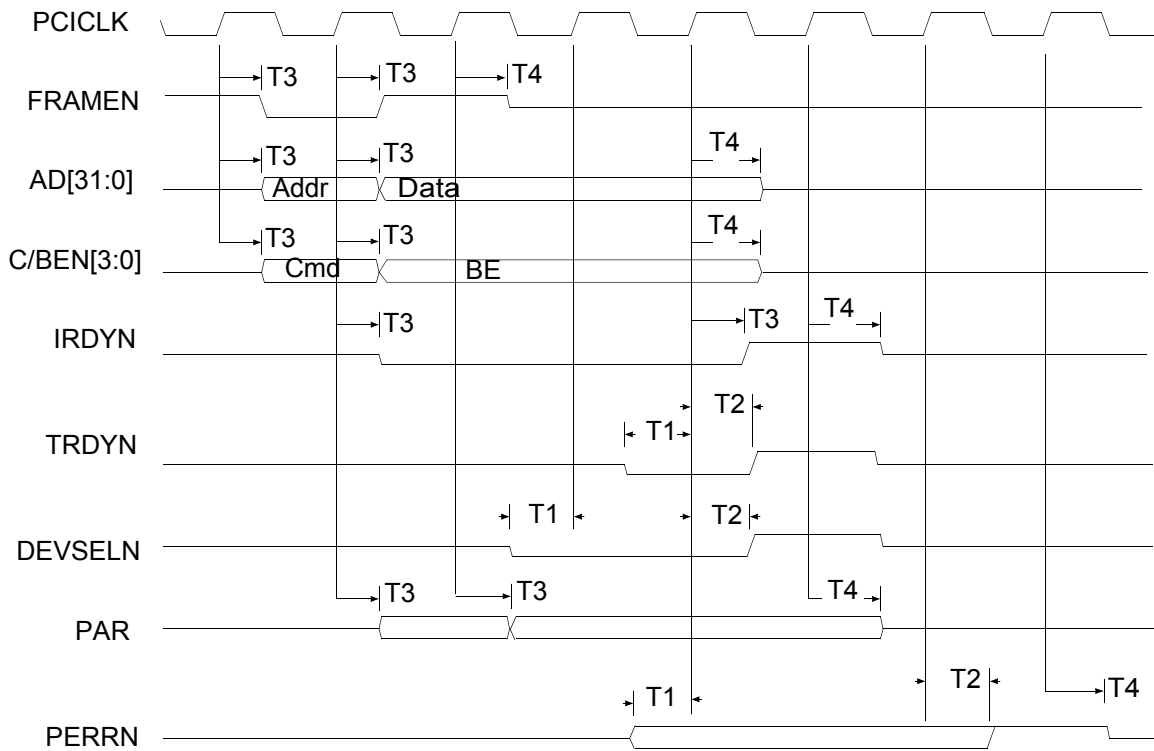 PCICLK
T3 T3 T4
FRAMEN
T3 T3 T4
AD[31:0]
Addr Data
T3 T3 T4
C/BEN[3:0]
Cmd BE
T3 T3 T4
IRDYN
T2
T1
TRDYN
T1 T2
DEVSELN
T3 T3 T4
PAR
T1 T2 T4
PERRN